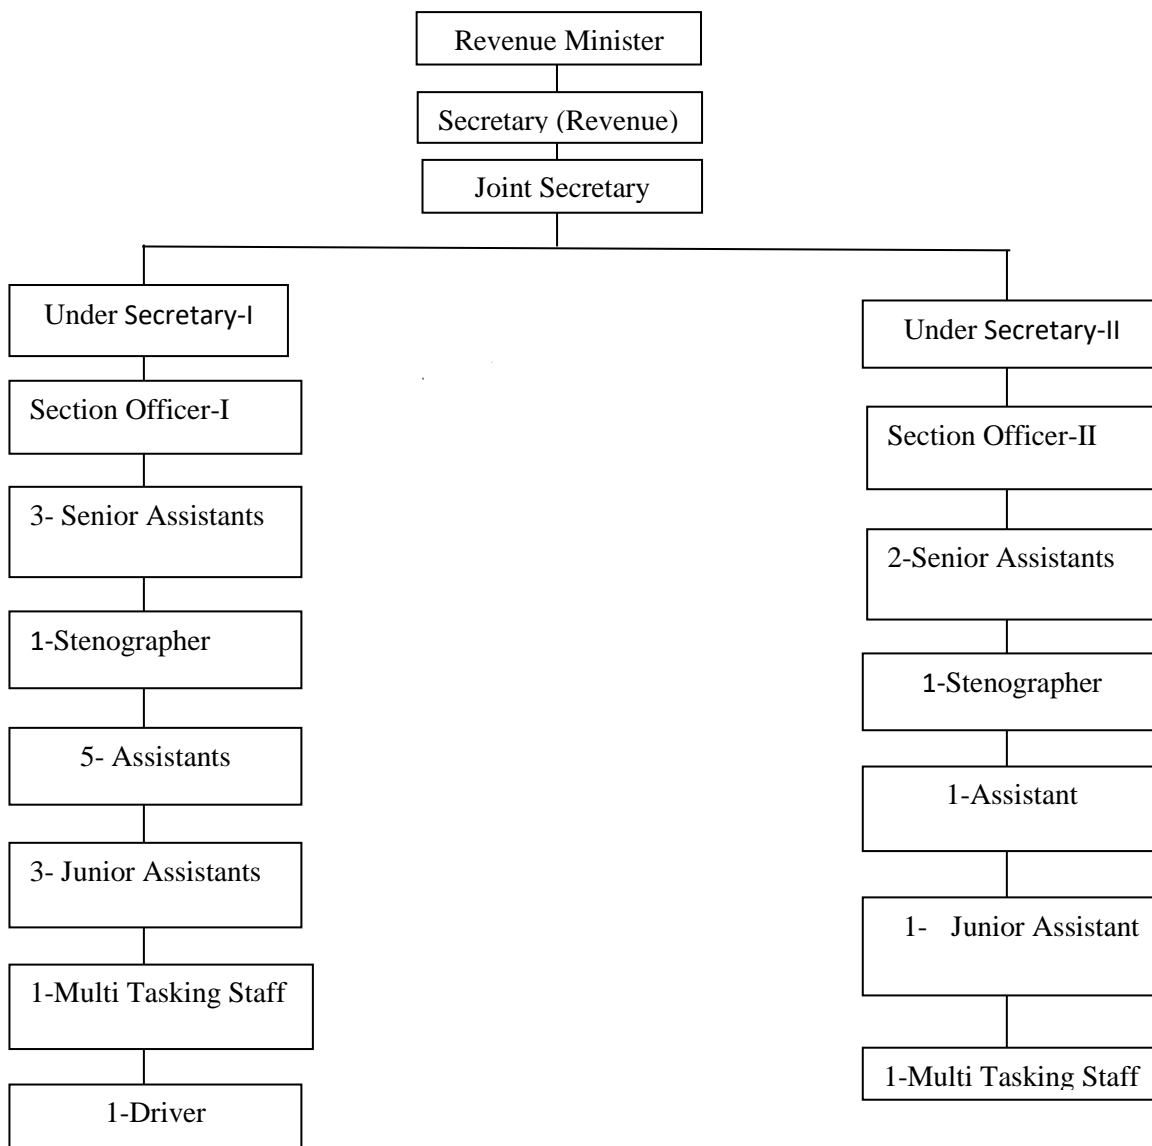 Revenue Minister
Secretary (Revenue)
Joint Secretary
Under Secretary-I
Section Officer-I
3- Senior Assistants
1-Stenographer
5- Assistants
3- Junior Assistants
1-Multi Tasking Staff
1-Driver
Under Secretary-II
Section Officer-II
2-Senior Assistants
1-Stenographer
1-Assistant
1- Junior Assistant
1-Multi Tasking Staff